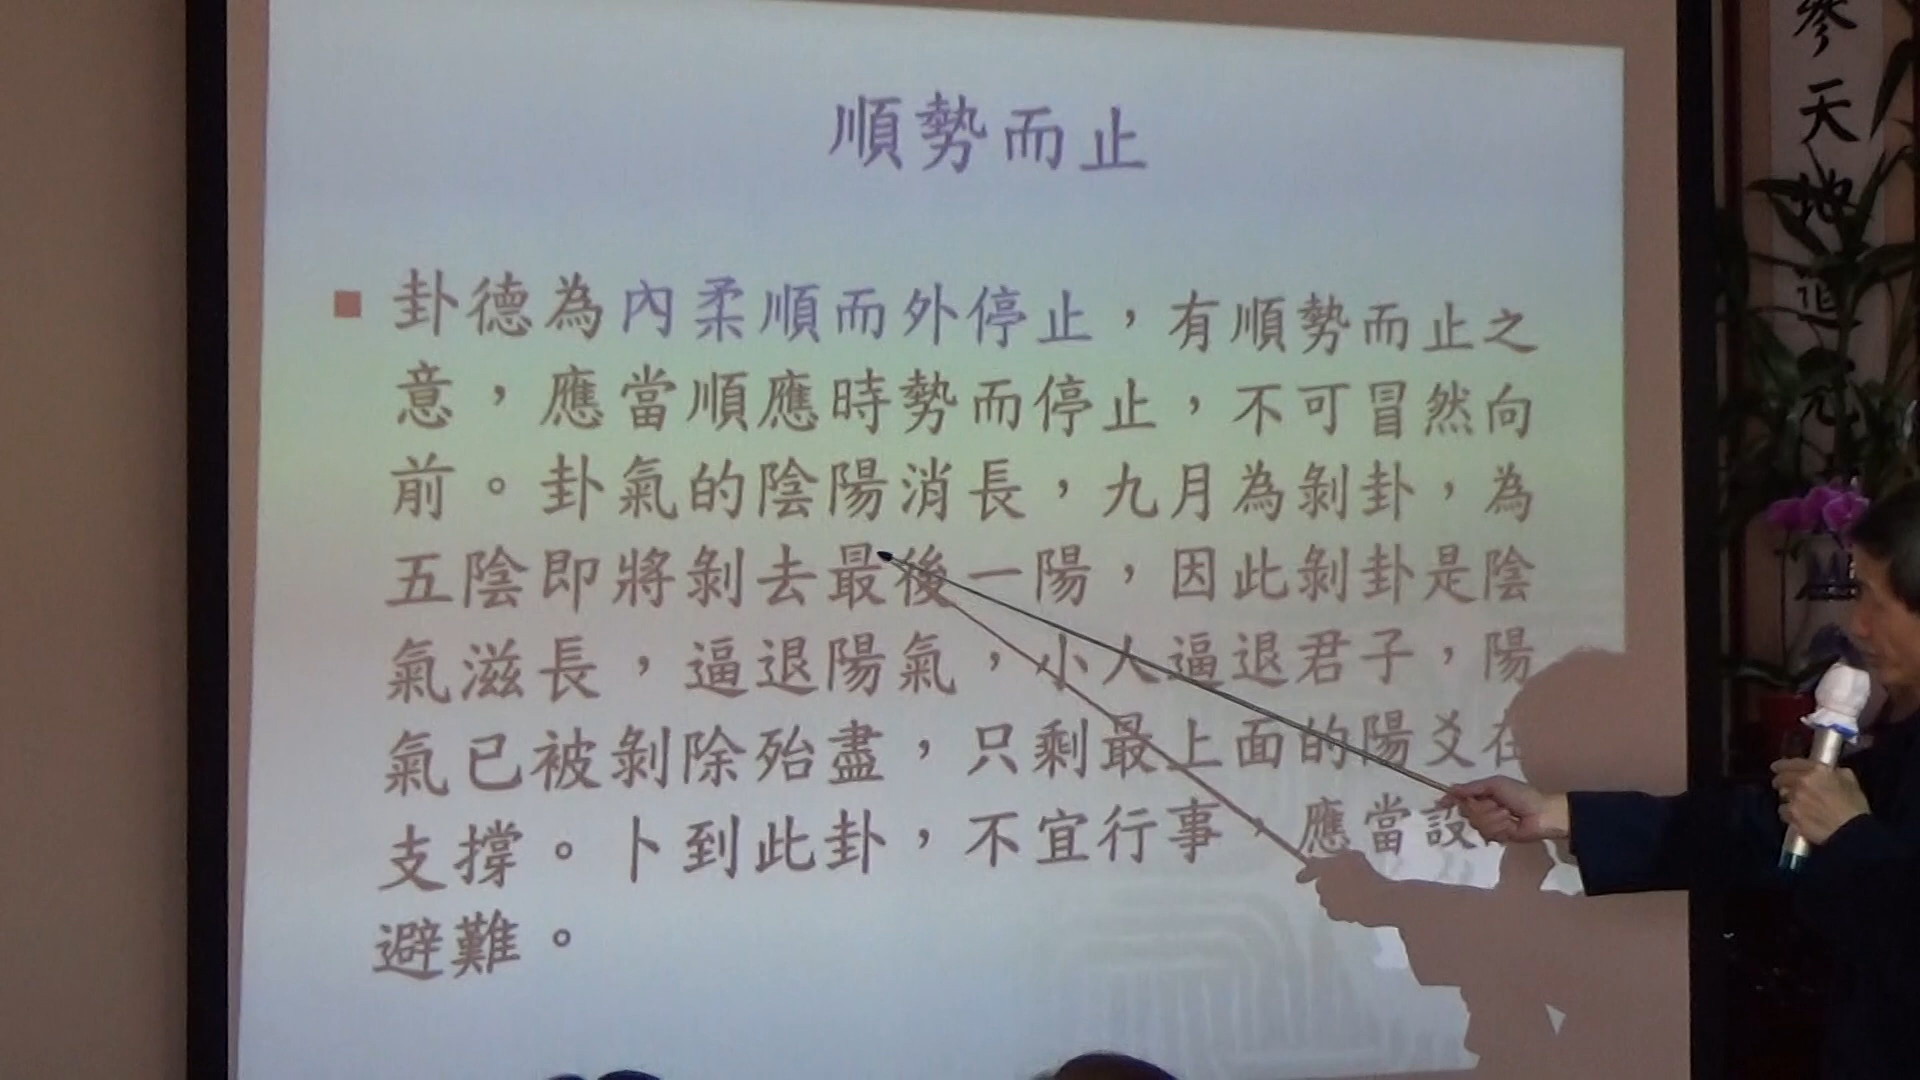 順勢而止
卦德為內柔順而外停止，有順勢而止之
意，應當順應時勢而停止，不可冒然向
前。卦氣的陰陽消長，九月為剝卦，為
五陰即將剝去最後一陽，因此剝卦是陰
氣滋長，逼退陽氣，小人逼退君子，陽
氣已被剝除殆盡，只剩最上面的陽爻在
支撐。卜到此卦，不宜行事，應當設
避難。
參天地道元